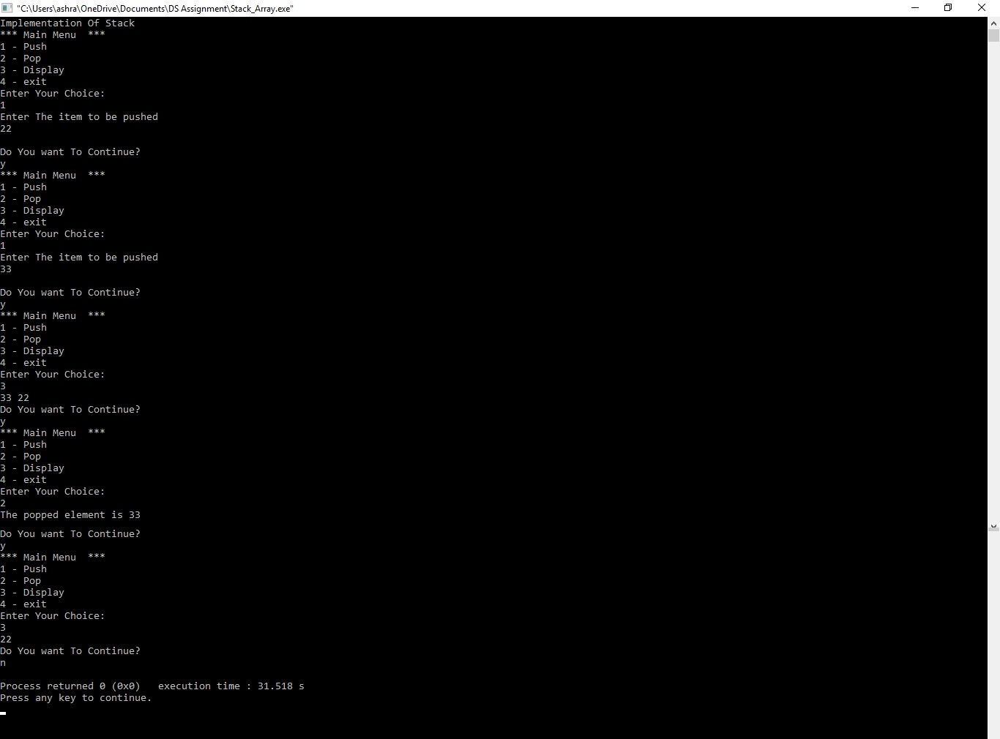 "C:\Users\ashra\OneDrive\Documents\DS Assignment\Stack_Array.exe"
Implementation Of Stack
*** Main Menu  ***
1 - Push
2 - Pop
3 - Display
4 - exit
Enter Your Choice:
1
Enter The item to be pushed
22

Do You want To Continue?
y
*** Main Menu  ***
1 - Push
2 - Pop
3 - Display
4 - exit
Enter Your Choice:
1
Enter The item to be pushed
33

Do You want To Continue?
y
*** Main Menu  ***
1 - Push
2 - Pop
3 - Display
4 - exit
Enter Your Choice:
3
33 22
Do You want To Continue?
y
*** Main Menu  ***
1 - Push
2 - Pop
3 - Display
4 - exit
Enter Your Choice:
2
The popped element is 33
Do You want To Continue?
y
*** Main Menu  ***
1 - Push
2 - Pop
3 - Display
4 - exit
Enter Your Choice:
3
22
Do You want To Continue?
n

Process returned 0 (0x0)   execution time : 31.518 s
Press any key to continue.